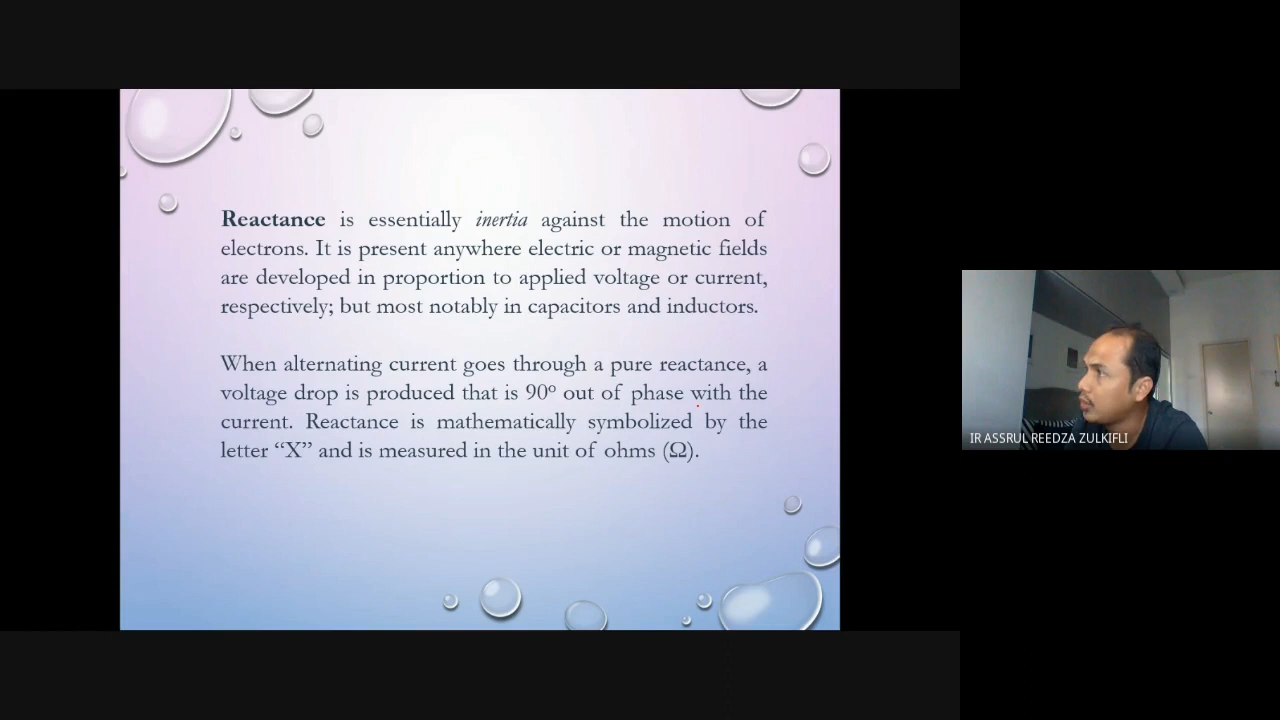 Reactance is essentially inertia against the motion of
electrons. It is present anywhere electric or magnetic fields
are developed in proportion to applied voltage or current,
respectively; but most notably in capacitors and inductors.
When alternating current goes through a pure reactance, a
voltage drop is produced that is 90º out of phase with the
current. Reactance is mathematically symbolized by the
letter “X” and is measured in the unit of ohms (Ω).
IR ASSRUL REEDZA ZULKIFLI